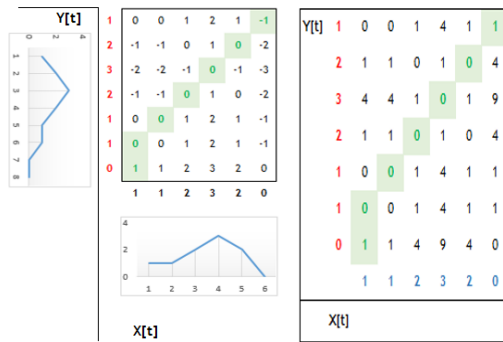 Y[t]
0 2 4
1
2
3
4
5
6
7
8
1 0 0 1 2 1 -1
2 -1 -1 0 1 0 -2
3 -2 -2 -1 0 -1 -3
2 -1 -1 0 1 0 -2
1 0 0 1 2 1 -1
1 0 0 1 2 1 -1
0 1 1 2 3 2 0
1 1 2 3 2 0
4
2
0
1 2 3 4 5 6
X[t]
Y[t] 1 0 0 1 4 1 1
2 1 1 0 1 0 4
3 4 4 1 0 1 9
2 1 1 0 1 0 4
1 0 0 1 4 1 1
1 0 0 1 4 1 1
0 1 1 4 9 4 0
1 1 2 3 2 0
X[t]